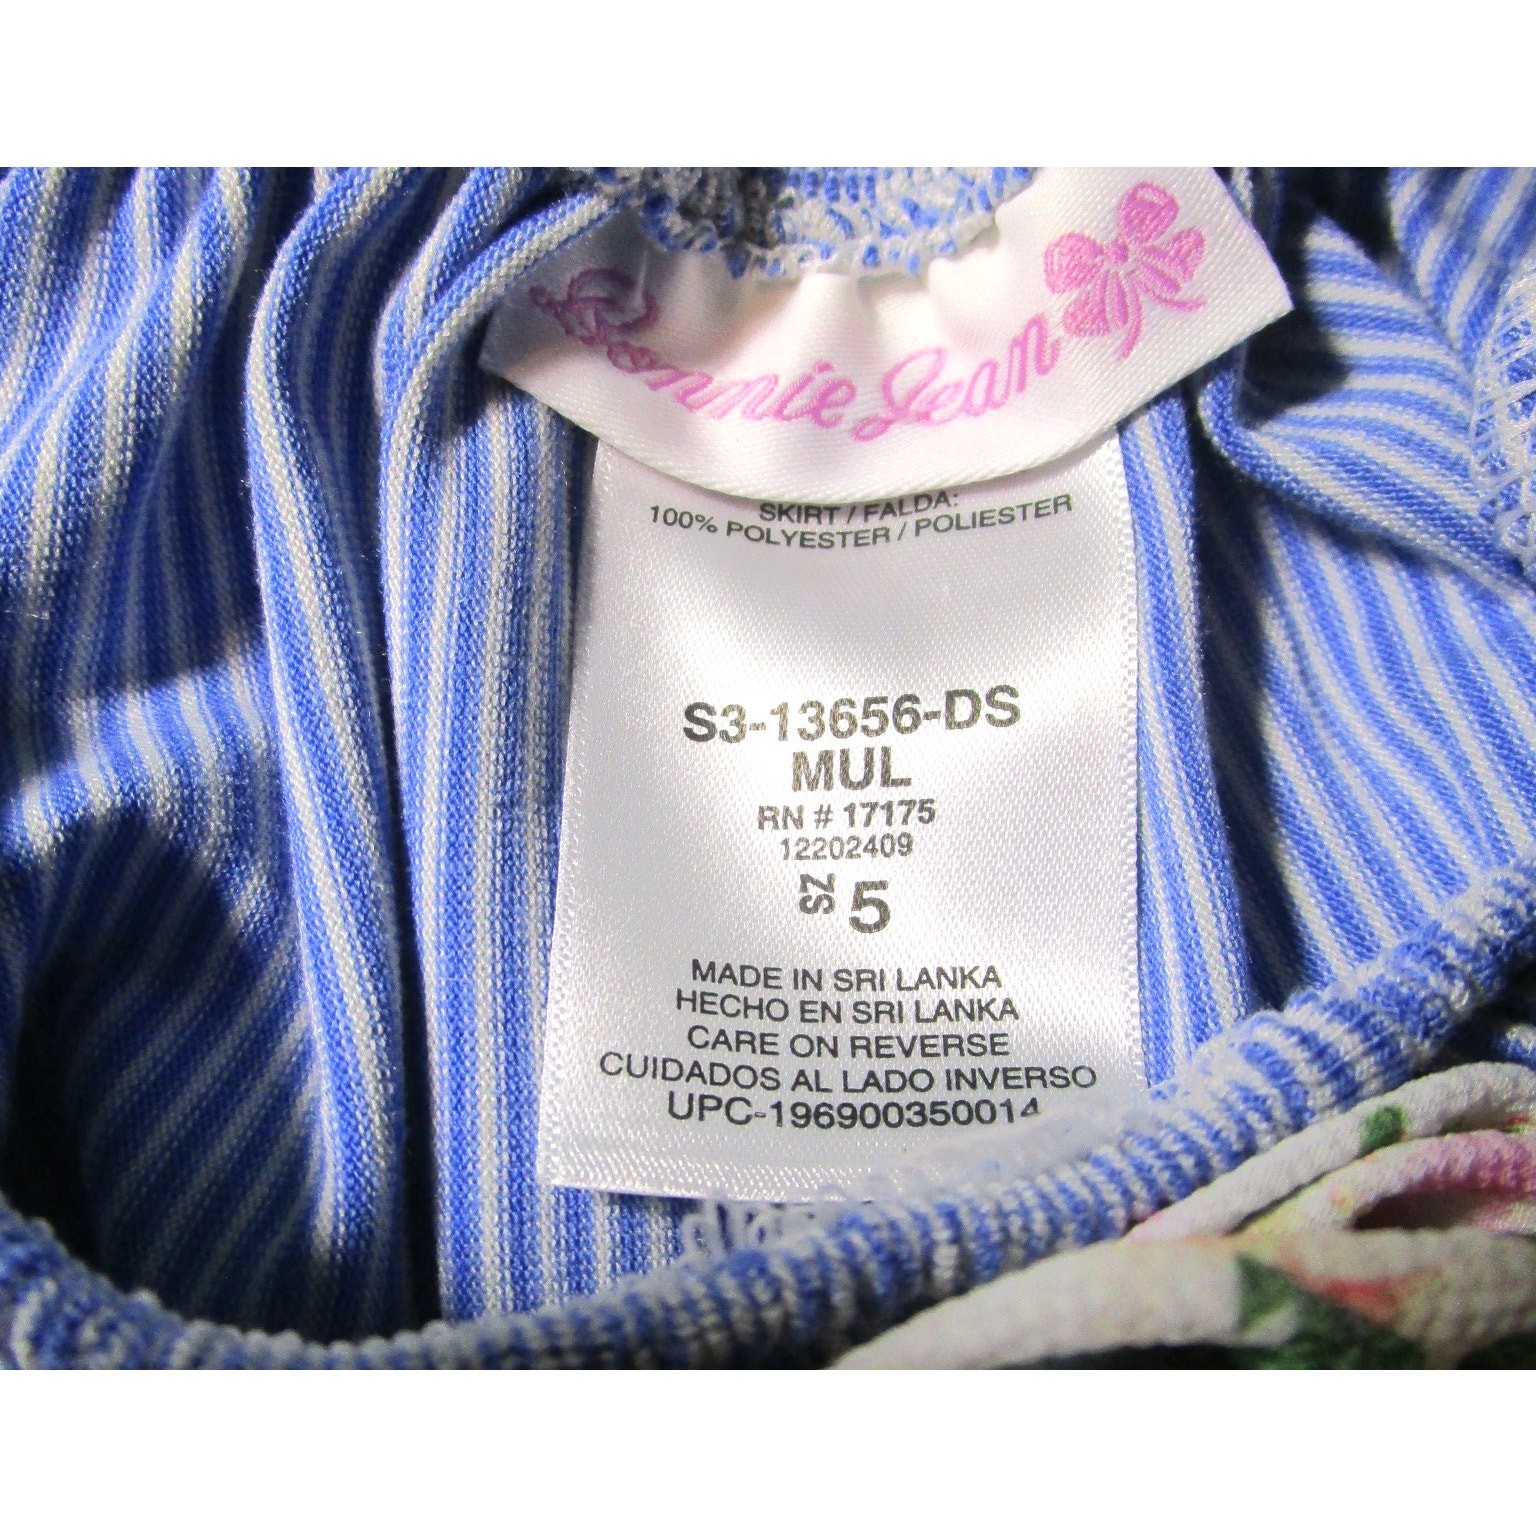 Bonnie Jean
SKIRT / FALDA:
100% POLYESTER / POLIESTER
S3-13656-DS
MUL
RN # 17175
12202409
SZ 5
MADE IN SRI LANKA
HECHO EN SRI LANKA
CARE ON REVERSE
CUIDADOS AL LADO INVERSO
UPC-196900350014